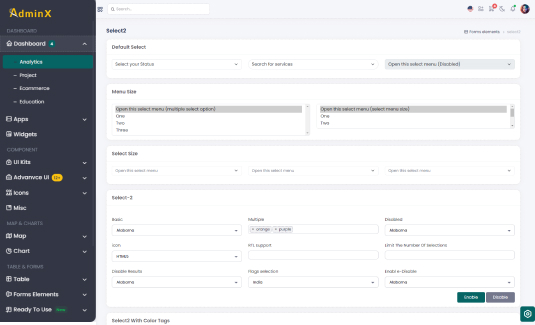 AdminX
Search...
DASHBOARD
Dashboard 4
Analytics
Project
Ecommerce
Education
Apps
Widgets
COMPONENT
UI Kits
Advanvce UI
Icons
Misc
MAP & CHARTS
Map
Chart
TABLE & FORMS
Table
Forms Elements
Ready To Use
Select2
Forms elements
Select2
Default Select
Select your Status
Search for services
Open this select menu (Disabled)
Menu Size
Open this select menu (multiple select option)
One
Two
Three
Open this select menu (select menu size)
One
Two
Select Size
Open this select menu
Open this select menu
Open this select menu
Select-2
Basic
Multiple
Disabled
Alabama
× orange × purple
Alabama
Icon
RTL support
Limit The Number Of Selections
HTML5
Disable Results
Flags selection
Enabl e-Disable
Alabama
India
Alabama
Enable
Disable
Select2 With Color Tags